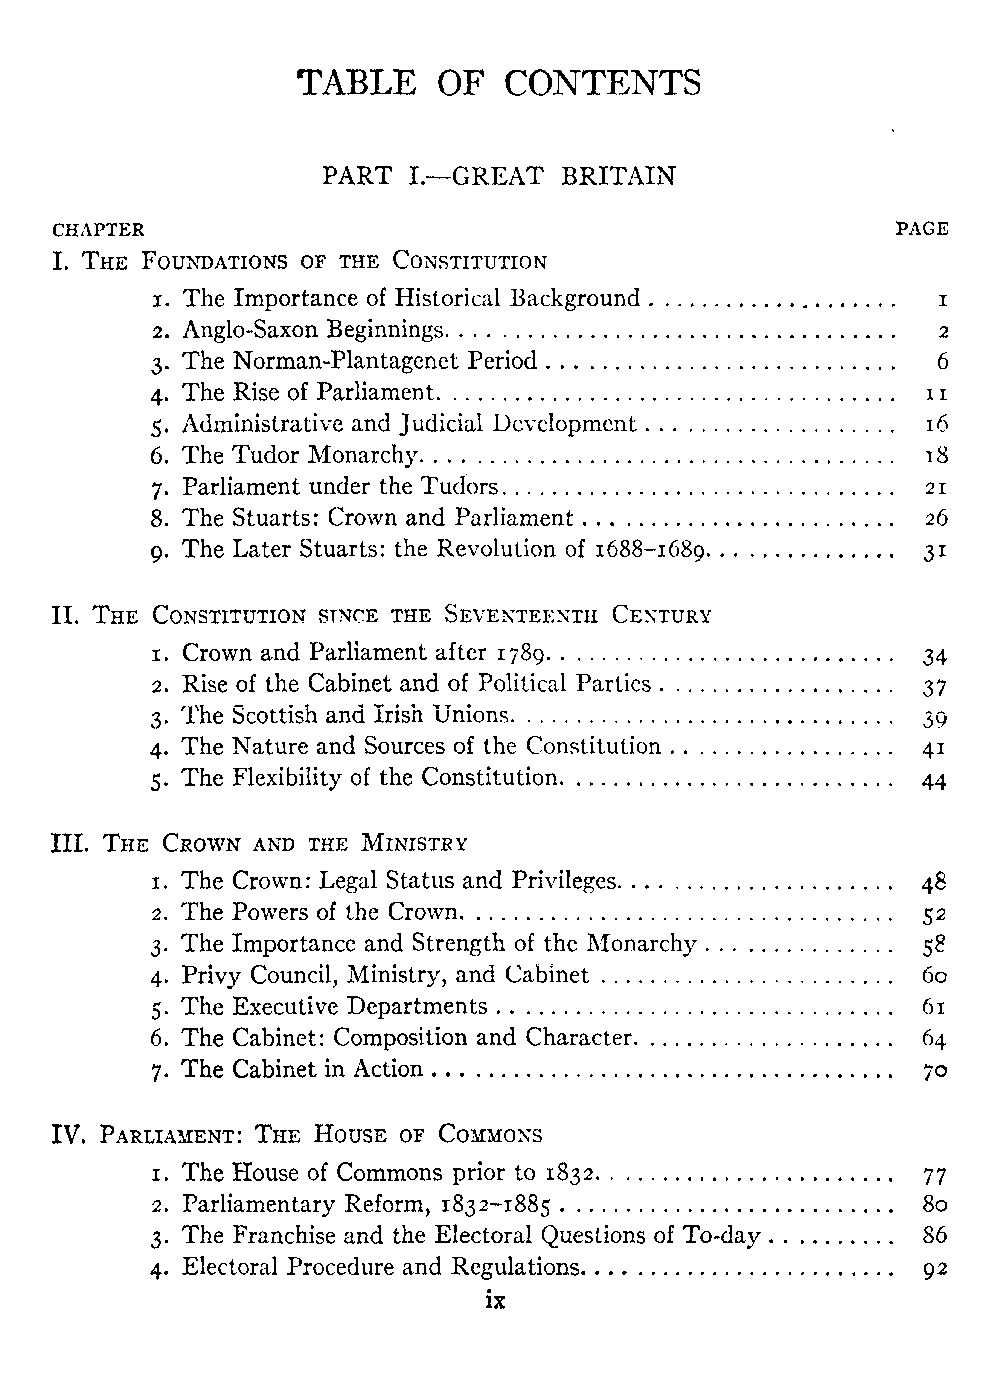 TABLE OF CONTENTS
PART I.—GREAT BRITAIN
CHAPTER PAGE
I. The Foundations of the Constitution
1. The Importance of Historical Background . . . . . . . . . . . . . . . . . . . . 1
2. Anglo-Saxon Beginnings. . . . . . . . . . . . . . . . . . . . . . . . . . . . . . . . . . . 2
3. The Norman-Plantagenet Period . . . . . . . . . . . . . . . . . . . . . . . . . . . . 6
4. The Rise of Parliament. . . . . . . . . . . . . . . . . . . . . . . . . . . . . . . . . . . . 11
5. Administrative and Judicial Development . . . . . . . . . . . . . . . . . . . . 16
6. The Tudor Monarchy. . . . . . . . . . . . . . . . . . . . . . . . . . . . . . . . . . . . . 18
7. Parliament under the Tudors. . . . . . . . . . . . . . . . . . . . . . . . . . . . . . . 21
8. The Stuarts: Crown and Parliament . . . . . . . . . . . . . . . . . . . . . . . . . 26
9. The Later Stuarts: the Revolution of 1688–1689. . . . . . . . . . . . . . . 31
II. The Constitution since the Seventeenth Century
1. Crown and Parliament after 1789. . . . . . . . . . . . . . . . . . . . . . . . . . . 34
2. Rise of the Cabinet and of Political Parties . . . . . . . . . . . . . . . . . . . 37
3. The Scottish and Irish Unions. . . . . . . . . . . . . . . . . . . . . . . . . . . . . . 39
4. The Nature and Sources of the Constitution . . . . . . . . . . . . . . . . . . 41
5. The Flexibility of the Constitution. . . . . . . . . . . . . . . . . . . . . . . . . . 44
III. The Crown and the Ministry
1. The Crown: Legal Status and Privileges. . . . . . . . . . . . . . . . . . . . . . 48
2. The Powers of the Crown. . . . . . . . . . . . . . . . . . . . . . . . . . . . . . . . . . 52
3. The Importance and Strength of the Monarchy . . . . . . . . . . . . . . . 58
4. Privy Council, Ministry, and Cabinet . . . . . . . . . . . . . . . . . . . . . . . . 60
5. The Executive Departments . . . . . . . . . . . . . . . . . . . . . . . . . . . . . . . 61
6. The Cabinet: Composition and Character. . . . . . . . . . . . . . . . . . . . . 64
7. The Cabinet in Action . . . . . . . . . . . . . . . . . . . . . . . . . . . . . . . . . . . . 70
IV. Parliament: The House of Commons
1. The House of Commons prior to 1832. . . . . . . . . . . . . . . . . . . . . . . . 77
2. Parliamentary Reform, 1832–1885 . . . . . . . . . . . . . . . . . . . . . . . . . . 80
3. The Franchise and the Electoral Questions of To-day . . . . . . . . . . 86
4. Electoral Procedure and Regulations. . . . . . . . . . . . . . . . . . . . . . . . 92
ix